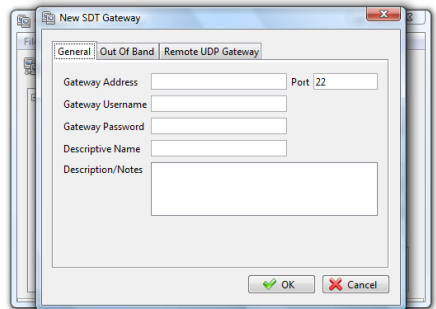 New SDT Gateway
General Out Of Band Remote UDP Gateway
Gateway Address Port 22
Gateway Username
Gateway Password
Descriptive Name
Description/Notes
OK Cancel